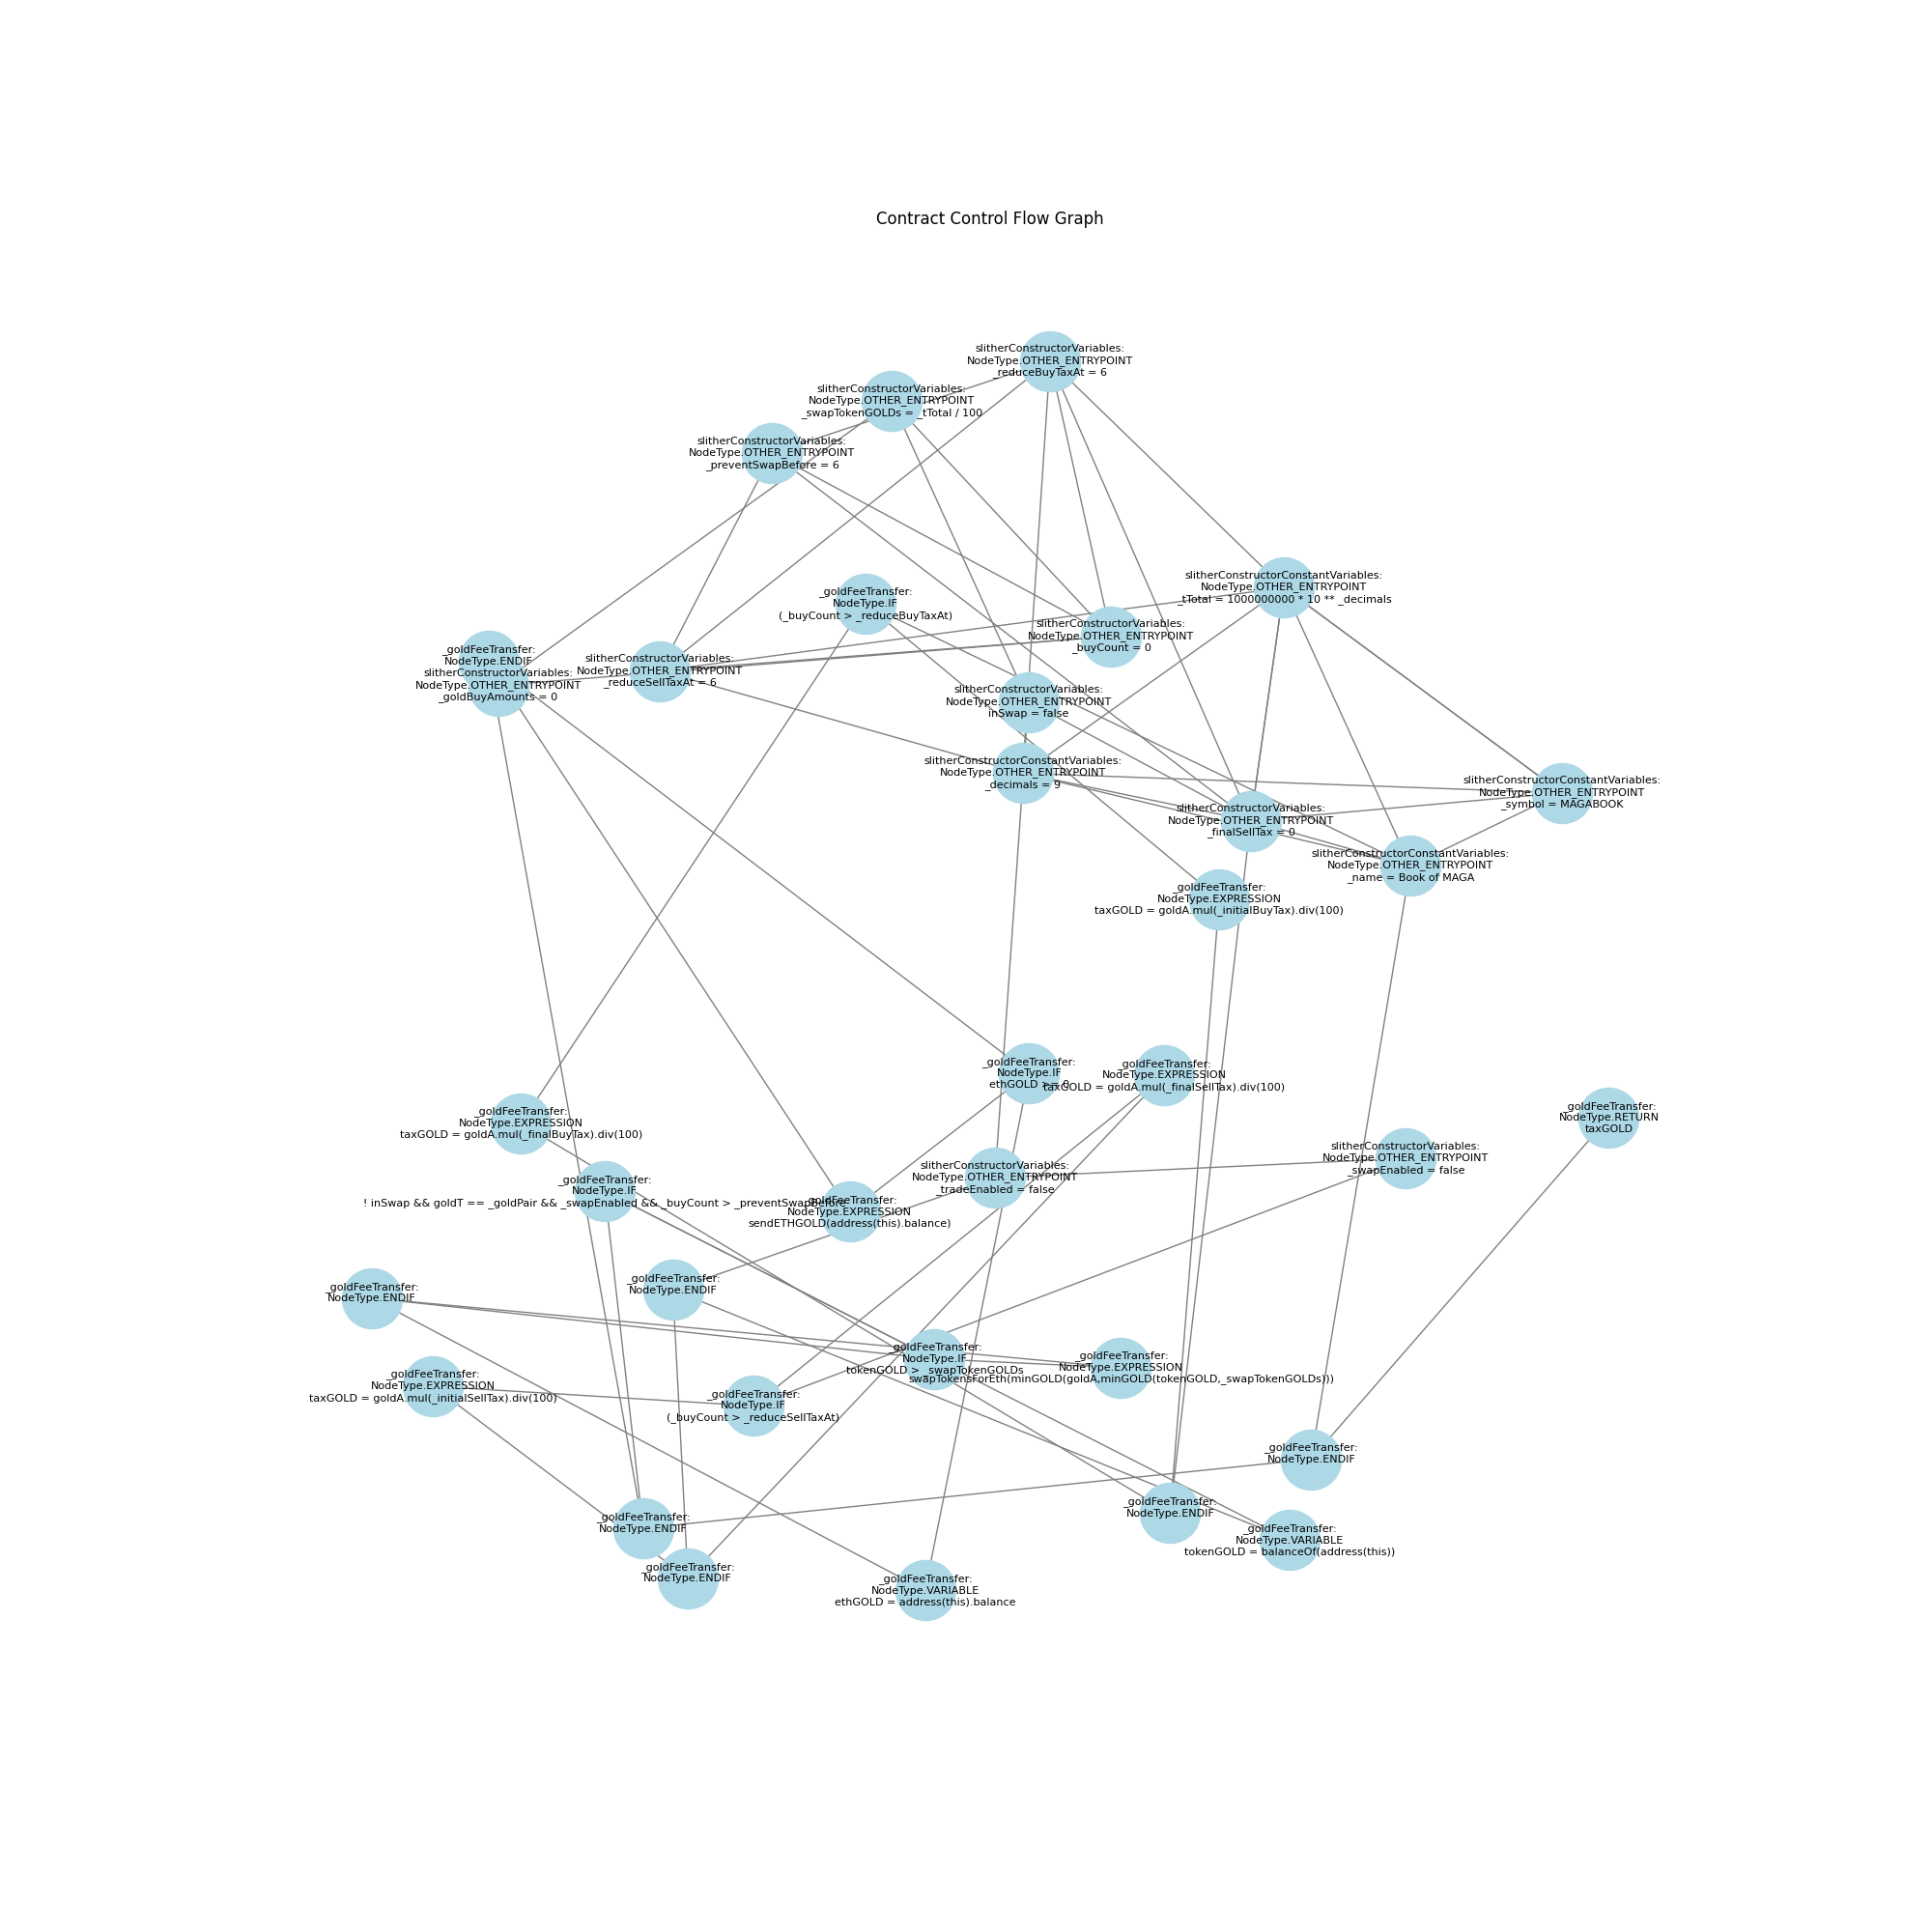 Contract Control Flow Graph
slitherConstructorVariables:
NodeType.OTHER_ENTRYPOINT
_reduceBuyTaxAt = 6
slitherConstructorVariables:
NodeType.OTHER_ENTRYPOINT
_swapTokenGOLDs = _tTotal / 100
slitherConstructorVariables:
NodeType.OTHER_ENTRYPOINT
_preventSwapBefore = 6
slitherConstructorConstantVariables:
NodeType.OTHER_ENTRYPOINT
_tTotal = 1000000000 * 10 ** _decimals
_goldFeeTransfer:
NodeType.IF
(_buyCount > _reduceBuyTaxAt)
slitherConstructorVariables:
NodeType.OTHER_ENTRYPOINT
_buyCount = 0
_goldFeeTransfer:
NodeType.ENDIF
slitherConstructorVariables:
NodeType.OTHER_ENTRYPOINT
_goldBuyAmounts = 0
slitherConstructorVariables:
NodeType.OTHER_ENTRYPOINT
_reduceSellTaxAt = 6
slitherConstructorVariables:
NodeType.OTHER_ENTRYPOINT
inSwap = false
slitherConstructorConstantVariables:
NodeType.OTHER_ENTRYPOINT
_decimals = 9
slitherConstructorConstantVariables:
NodeType.OTHER_ENTRYPOINT
_symbol = MAGABOOK
slitherConstructorVariables:
NodeType.OTHER_ENTRYPOINT
_finalSellTax = 0
slitherConstructorConstantVariables:
NodeType.OTHER_ENTRYPOINT
_name = Book of MAGA
_goldFeeTransfer:
NodeType.EXPRESSION
taxGOLD = goldA.mul(_initialBuyTax).div(100)
_goldFeeTransfer:
NodeType.IF
ethGOLD >= 0
_goldFeeTransfer:
NodeType.EXPRESSION
taxGOLD = goldA.mul(_finalSellTax).div(100)
_goldFeeTransfer:
NodeType.RETURN
taxGOLD
_goldFeeTransfer:
NodeType.EXPRESSION
taxGOLD = goldA.mul(_finalBuyTax).div(100)
slitherConstructorVariables:
NodeType.OTHER_ENTRYPOINT
_swapEnabled = false
slitherConstructorVariables:
NodeType.OTHER_ENTRYPOINT
_tradeEnabled = false
_goldFeeTransfer:
NodeType.IF
! inSwap && goldT == _goldPair && _swapEnabled && _buyCount > _preventSwapBefore
_goldFeeTransfer:
NodeType.EXPRESSION
sendETHGOLD(address(this).balance)
_goldFeeTransfer:
NodeType.ENDIF
_goldFeeTransfer:
NodeType.ENDIF
_goldFeeTransfer:
NodeType.IF
tokenGOLD > _swapTokenGOLDs
_goldFeeTransfer:
NodeType.EXPRESSION
swapTokensForEth(minGOLD(goldA,minGOLD(tokenGOLD,_swapTokenGOLDs)))
_goldFeeTransfer:
NodeType.EXPRESSION
taxGOLD = goldA.mul(_initialSellTax).div(100)
_goldFeeTransfer:
NodeType.IF
(_buyCount > _reduceSellTaxAt)
_goldFeeTransfer:
NodeType.ENDIF
_goldFeeTransfer:
NodeType.ENDIF
_goldFeeTransfer:
NodeType.ENDIF
_goldFeeTransfer:
NodeType.VARIABLE
tokenGOLD = balanceOf(address(this))
_goldFeeTransfer:
NodeType.ENDIF
_goldFeeTransfer:
NodeType.VARIABLE
ethGOLD = address(this).balance